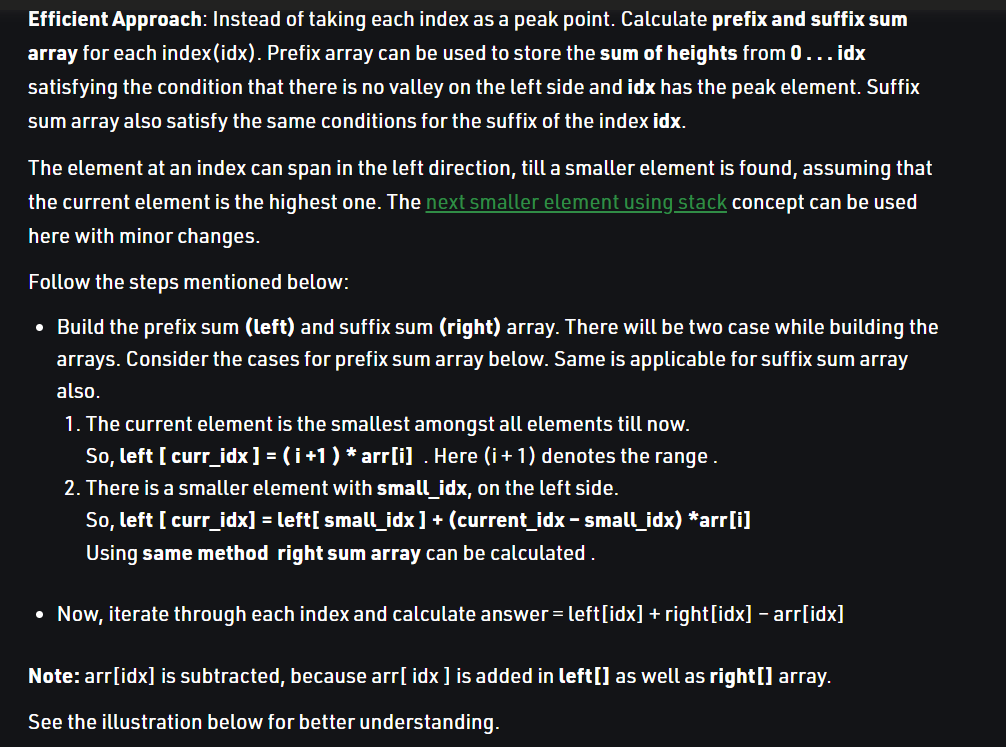 Efficient Approach: Instead of taking each index as a peak point. Calculate prefix and suffix sum
array for each index(idx). Prefix array can be used to store the sum of heights from 0 . . . idx
satisfying the condition that there is no valley on the left side and idx has the peak element. Suffix
sum array also satisfy the same conditions for the suffix of the index idx.
The element at an index can span in the left direction, till a smaller element is found, assuming that
the current element is the highest one. The next smaller element using stack concept can be used
here with minor changes.
Follow the steps mentioned below:
• Build the prefix sum (left) and suffix sum (right) array. There will be two case while building the
arrays. Consider the cases for prefix sum array below. Same is applicable for suffix sum array
also.
1. The current element is the smallest amongst all elements till now.
So, left [ curr_idx ] = ( i +1 ) * arr[i] . Here (i + 1) denotes the range .
2. There is a smaller element with small_idx, on the left side.
So, left [ curr_idx] = left[ small_idx ] + (current_idx – small_idx) *arr[i]
Using same method right sum array can be calculated .
• Now, iterate through each index and calculate answer = left[idx] + right[idx] – arr[idx]
Note: arr[idx] is subtracted, because arr[ idx ] is added in left[] as well as right[] array.
See the illustration below for better understanding.